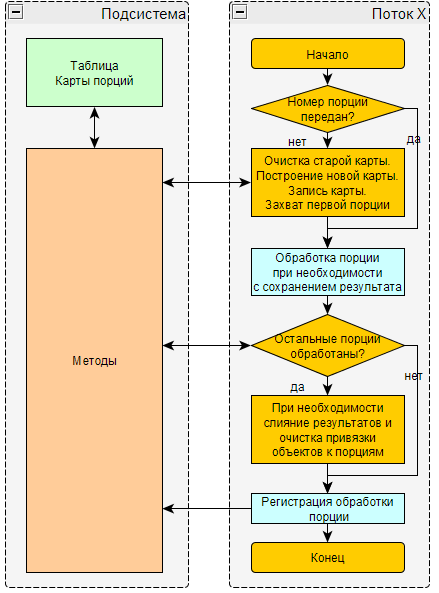 Подсистема
Таблица
Карты порций
Методы
Поток X
Начало
Номер порции
передан?
нет
да
Очистка старой карты.
Построение новой карты.
Запись карты.
Захват первой порции
Обработка порции
при необходимости
с сохранением результата
Остальные порции
обработаны?
да
нет
При необходимости
слияние результатов и
очистка привязки
объектов к порциям
Регистрация обработки
порции
Конец